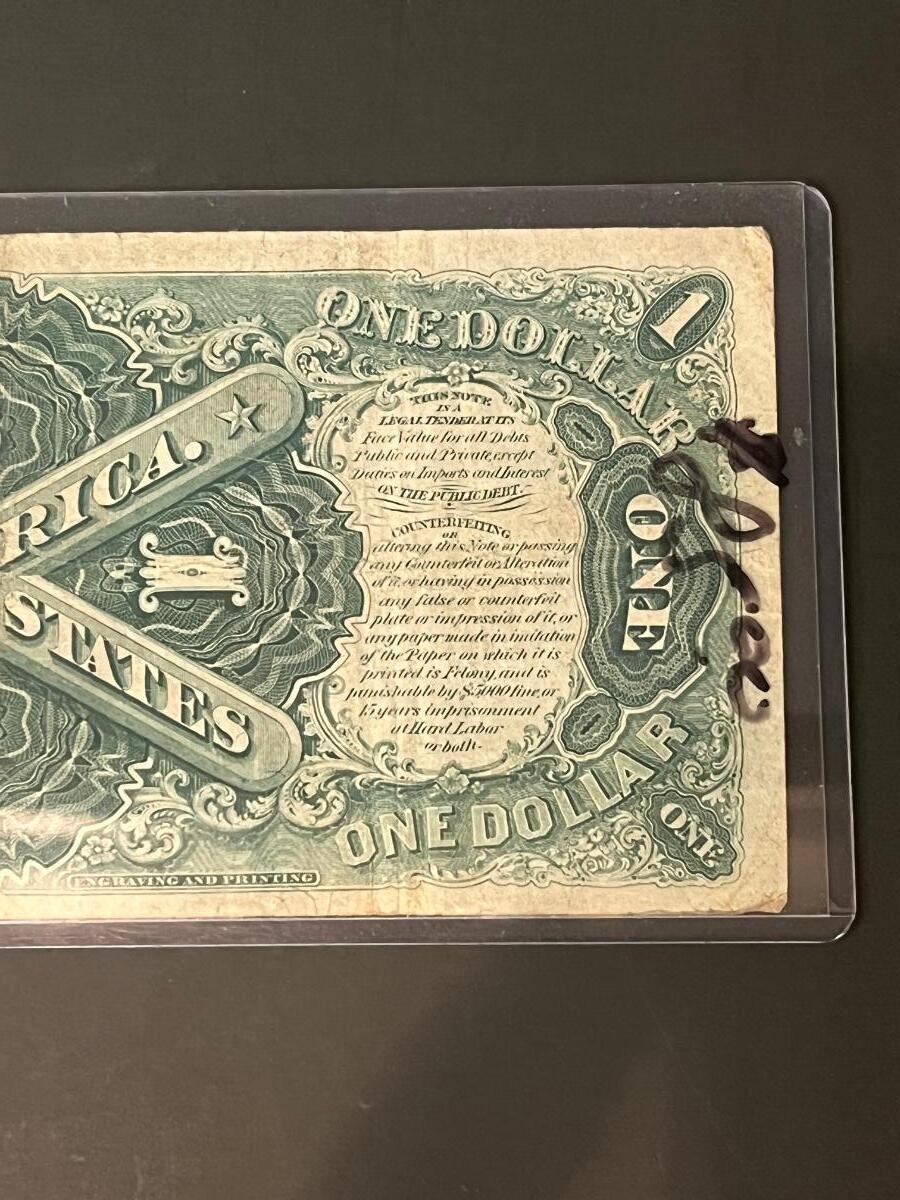 ONE DOLLAR
1
RICA.
STATES
I
THIS NOTE
IS A
LEGAL TENDER AT ITS
Face Value for all Debts
Public and Private, except
Duties on Imports and Interest
ON THE PUBLIC DEBT.
COUNTERFEITING
OR
altering this Note or passing
any Counterfeit or Alteration
of it, or having in possession
any false or counterfeit
plate or impression of it, or
any paper made in imitation
of the Paper on which it is
printed is Felony, and is
punishable by $5000 fine, or
15 years imprisonment
at Hard Labor
or both.
ONE
ONE DOLLAR
ONE
ENGRAVING AND PRINTING